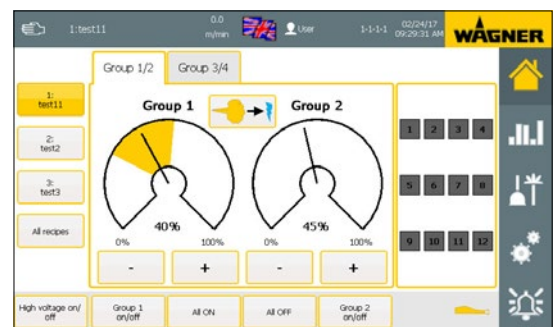 1:test11
0.0
m/min
User
1-1-1-1
02/24/17
09:29:31 AM
WAGNER
Group 1/2
Group 3/4
1:
test11
2:
test2
3:
test3
All recipes
Group 1
Group 2
40%
0%
100%
45%
0%
100%
-
+
-
+
1 2 3 4
5 6 7 8
9 10 11 12
High voltage on/
off
Group 1
on/off
All ON
All OFF
Group 2
on/off